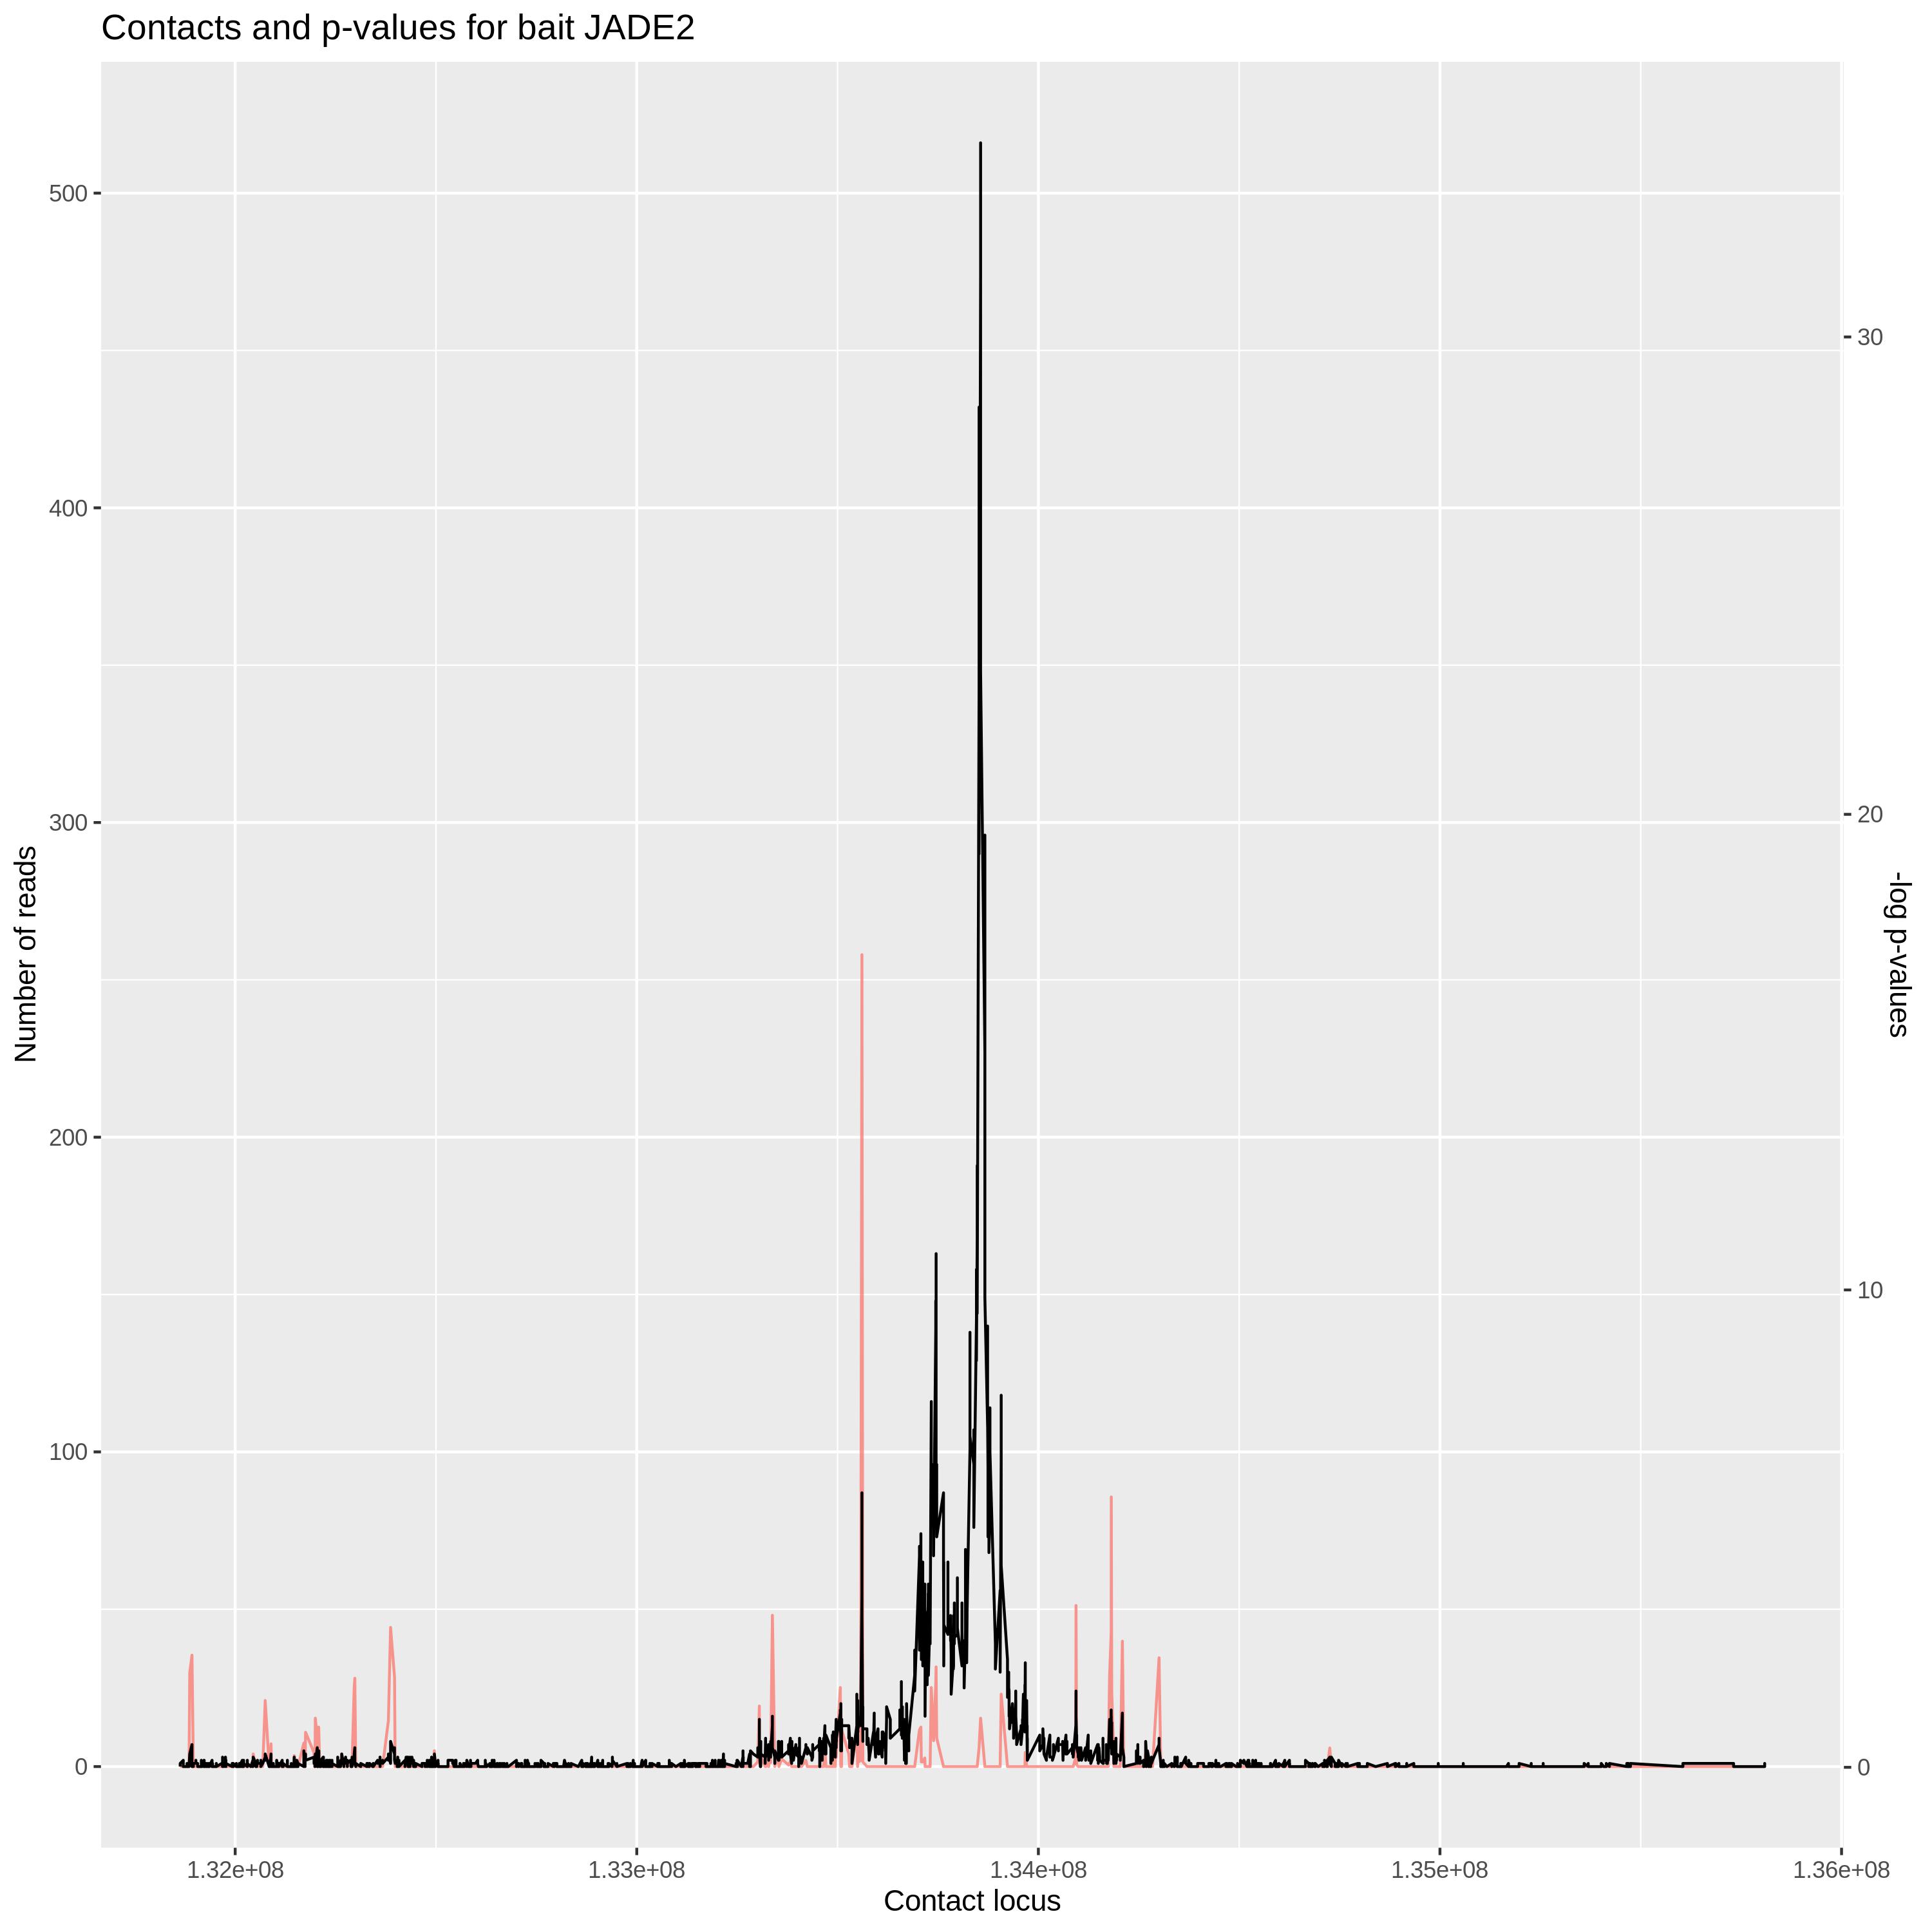 Contacts and p-values for bait JADE2
500
400
300
200
100
0
Number of reads
30
20
10
0
-log p-values
1.32e+08
1.33e+08
1.34e+08
1.35e+08
1.36e+08
Contact locus